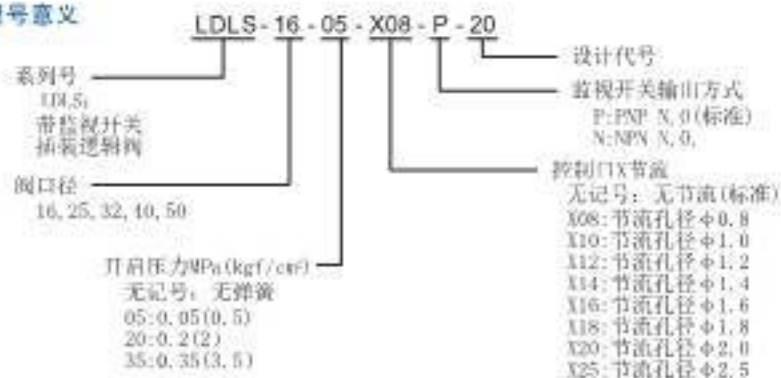 号意义
LDLS-16-05-X08-P-20
系列号
LDLS:
带监视开关
插装逻辑阀
阀口径
16,25,32,40,50
开启压力MPa(kgf/cm²)
无记号: 无弹簧
05:0.05(0.5)
20:0.2(2)
35:0.35(3.5)
设计代号
监视开关输出方式
P:PNP N.O(标准)
N:NPN N.O.
控制口X节流
无记号: 无节流(标准)
X08:节流孔径φ0.8
X10:节流孔径φ1.0
X12:节流孔径φ1.2
X14:节流孔径φ1.4
X16:节流孔径φ1.6
X18:节流孔径φ1.8
X20:节流孔径φ2.0
X25:节流孔径φ2.5